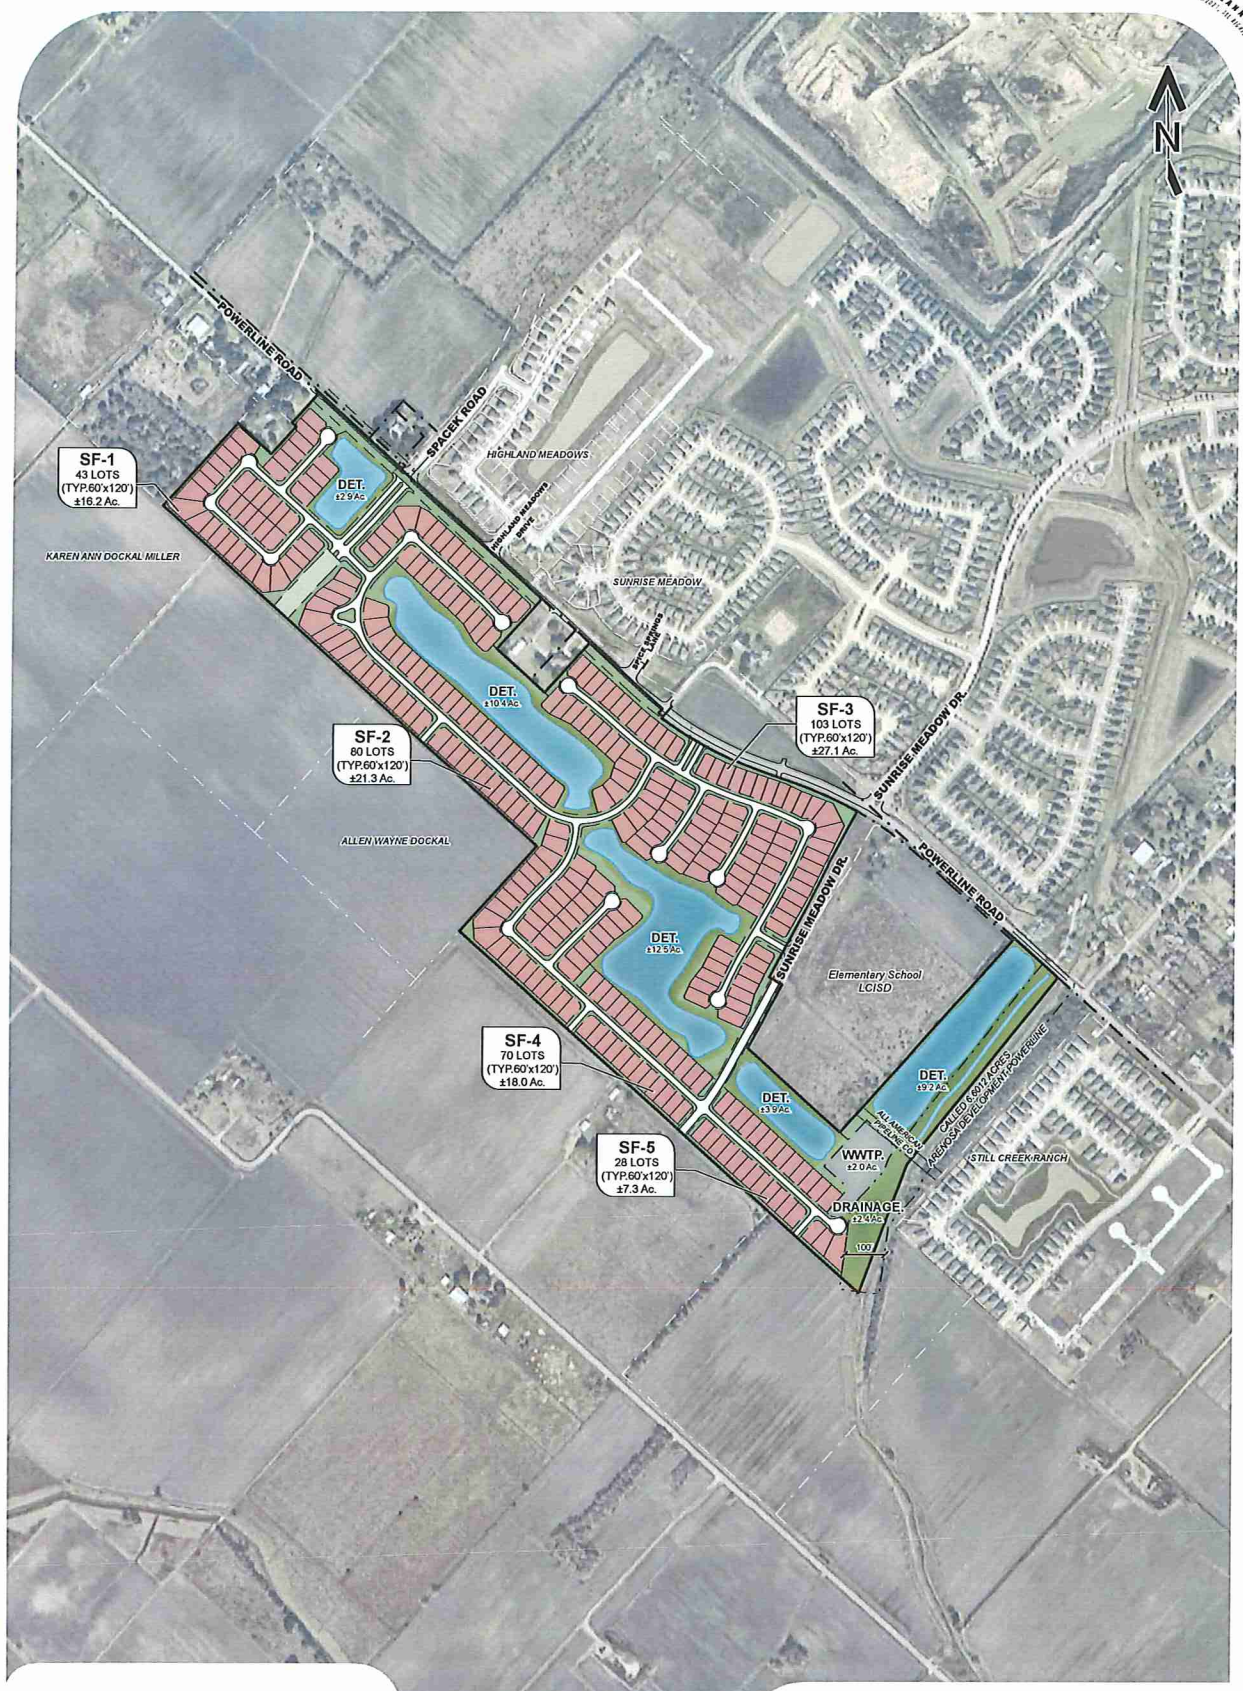 N
POWERLINE ROAD
SPACEK ROAD
HIGHLAND MEADOWS
SF-1
43 LOTS
(TYP.60'x120')
±16.2 Ac.
DET.
±2.9 Ac.
HIGHLAND MEADOWS
DRIVE
KAREN ANN DOCKAL MILLER
SUNRISE MEADOW
SPICE SPRINGS
LANE
DET.
±10.4 Ac.
SF-3
103 LOTS
(TYP.60'x120')
±27.1 Ac.
SUNRISE MEADOW DR.
SF-2
80 LOTS
(TYP.60'x120')
±21.3 Ac.
ALLEN WAYNE DOCKAL
POWERLINE ROAD
SUNRISE MEADOW DR.
DET.
±12.5 Ac.
Elementary School
LCISD
SF-4
70 LOTS
(TYP.60'x120')
±18.0 Ac.
DET.
±3.9 Ac.
DET.
±9.2 Ac.
CALLED 6.6012 ACRES
ARENOSA DEVELOPMENT-POWERLINE
ALL AMERICAN
PIPELINE CO.
STILL CREEK RANCH
SF-5
28 LOTS
(TYP.60'x120')
±7.3 Ac.
WWTP.
±2.0 Ac.
DRAINAGE.
±2.4 Ac.
100'